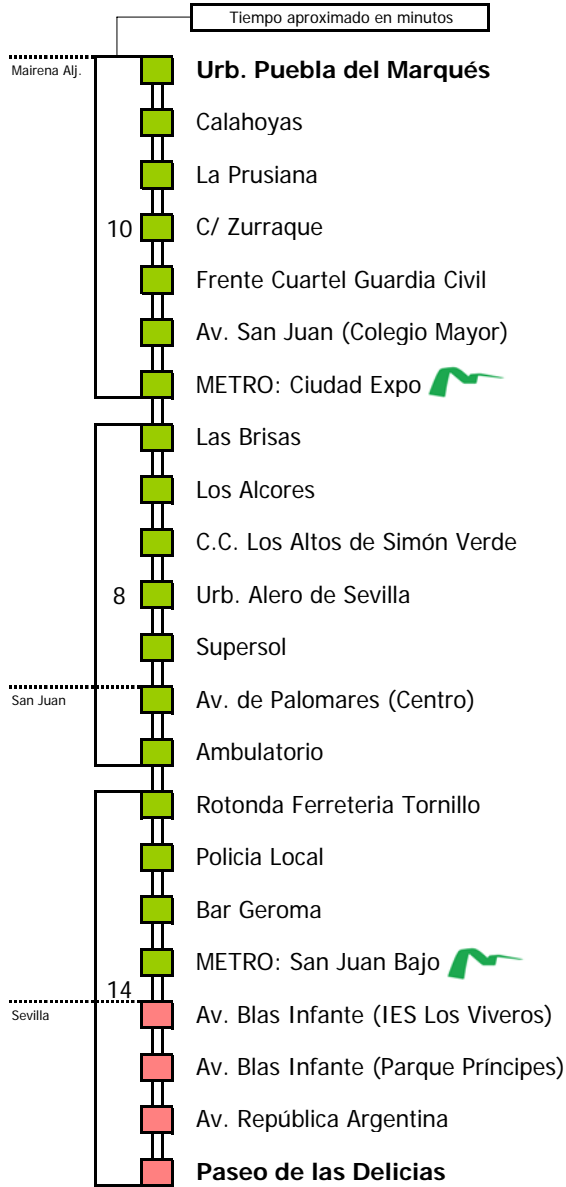 Tiempo aproximado en minutos
Mairena Alj.
Urb. Puebla del Marqués
Calahoyas
La Prusiana
10
C/ Zurraque
Frente Cuartel Guardia Civil
Av. San Juan (Colegio Mayor)
METRO: Ciudad Expo
Las Brisas
Los Alcores
C.C. Los Altos de Simón Verde
8
Urb. Alero de Sevilla
Supersol
San Juan
Av. de Palomares (Centro)
Ambulatorio
Rotonda Ferreteria Tornillo
Policia Local
Bar Geroma
METRO: San Juan Bajo
14
Sevilla
Av. Blas Infante (IES Los Viveros)
Av. Blas Infante (Parque Príncipes)
Av. República Argentina
Paseo de las Delicias